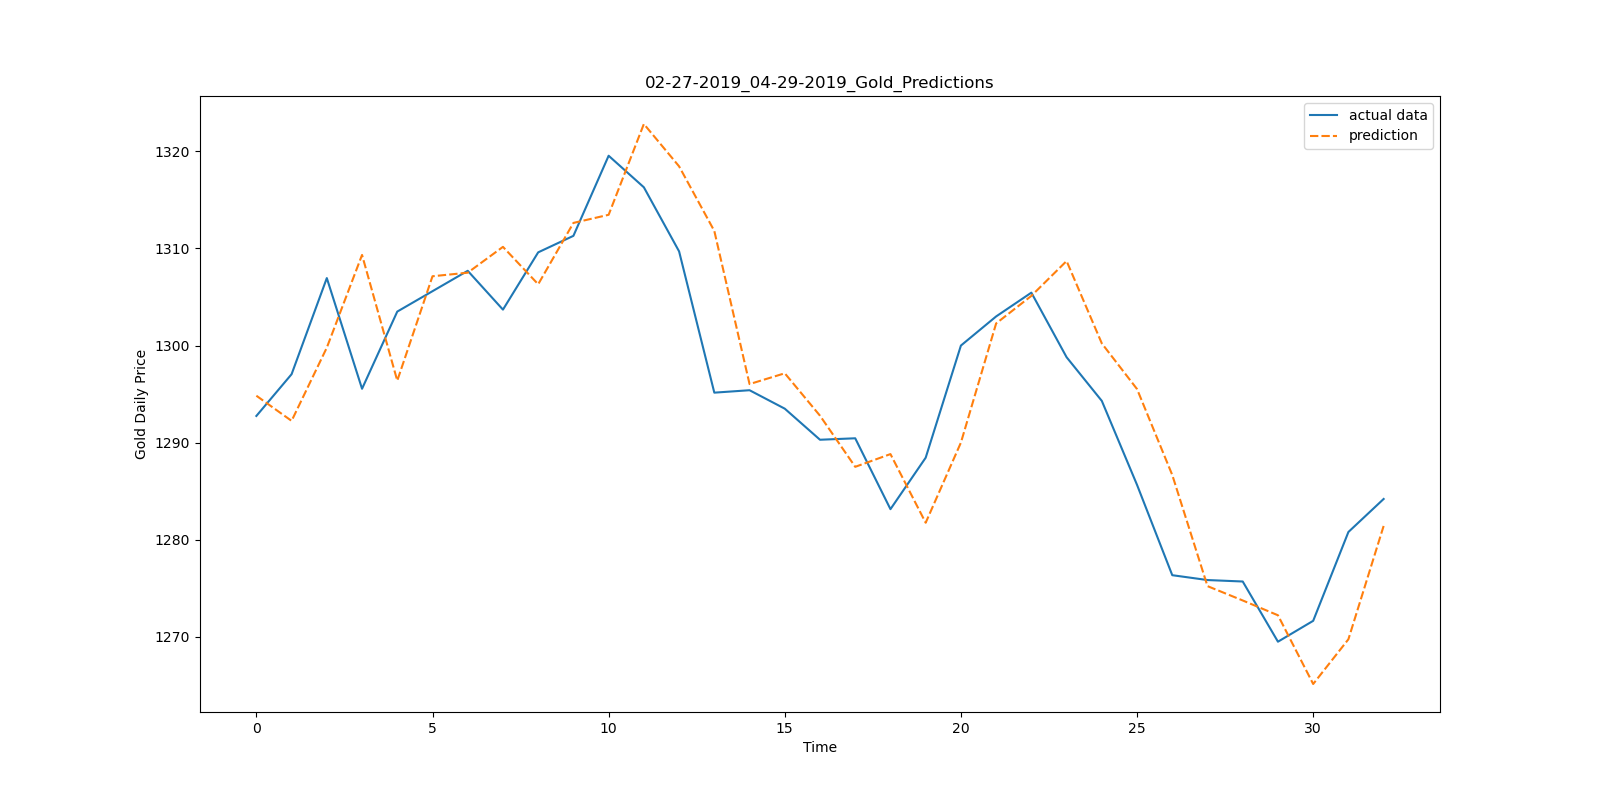 02-27-2019_04-29-2019_Gold_Predictions
actual data
prediction
1320
1310
1300
1290
1280
1270
Gold Daily Price
0 5 10 15 20 25 30
Time